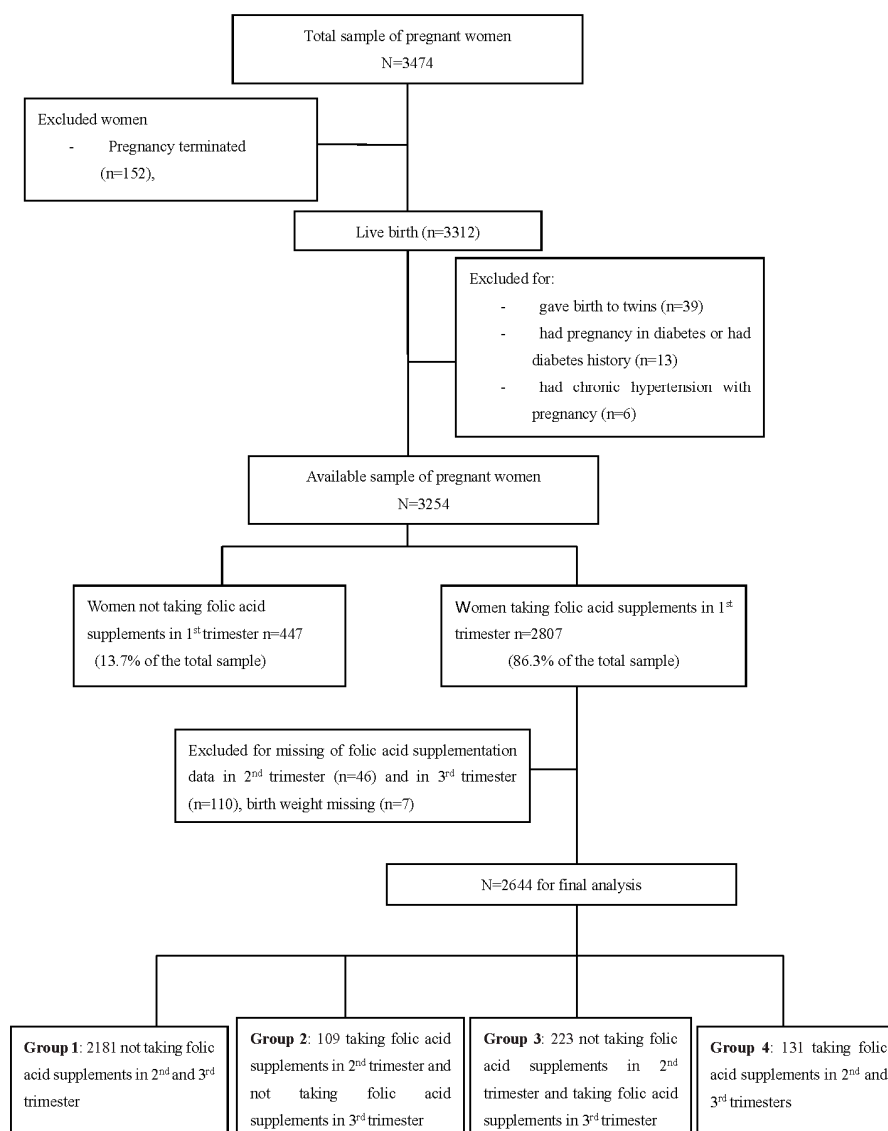 Total sample of pregnant women
N=3474
Excluded women
- Pregnancy terminated
(n=152),
Live birth (n=3312)
Excluded for:
- gave birth to twins (n=39)
- had pregnancy in diabetes or had
diabetes history (n=13)
- had chronic hypertension with
pregnancy (n=6)
Available sample of pregnant women
N=3254
Women not taking folic acid
supplements in 1st trimester n=447
(13.7% of the total sample)
Women taking folic acid supplements in 1st
trimester n=2807
(86.3% of the total sample)
Excluded for missing of folic acid supplementation
data in 2nd trimester (n=46) and in 3rd trimester
(n=110), birth weight missing (n=7)
N=2644 for final analysis
Group 1: 2181 not taking folic
acid supplements in 2nd and 3rd
trimester
Group 2: 109 taking folic acid
supplements in 2nd trimester and
not taking folic acid
supplements in 3rd trimester
Group 3: 223 not taking folic
acid supplements in 2nd
trimester and taking folic acid
supplements in 3rd trimester
Group 4: 131 taking folic
acid supplements in 2nd and
3rd trimesters